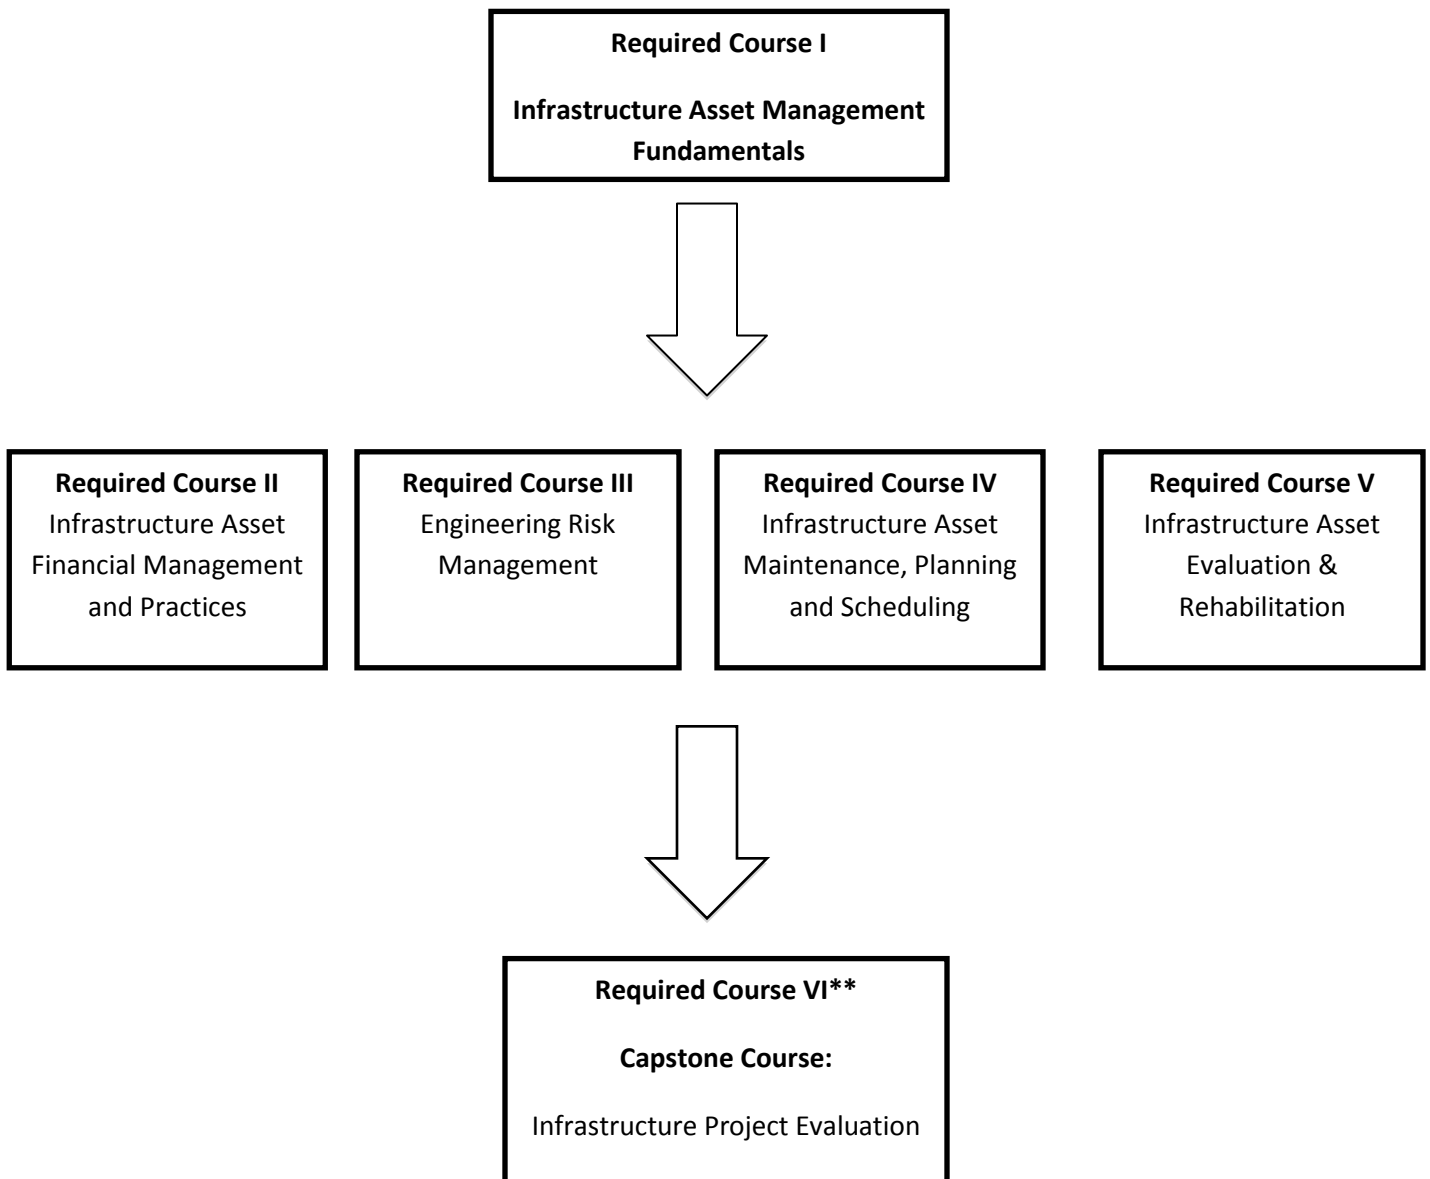 Required Course I
Infrastructure Asset Management
Fundamentals
Required Course II
Infrastructure Asset
Financial Management
and Practices
Required Course III
Engineering Risk
Management
Required Course IV
Infrastructure Asset
Maintenance, Planning
and Scheduling
Required Course V
Infrastructure Asset
Evaluation &
Rehabilitation
Required Course VI**
Capstone Course:
Infrastructure Project Evaluation